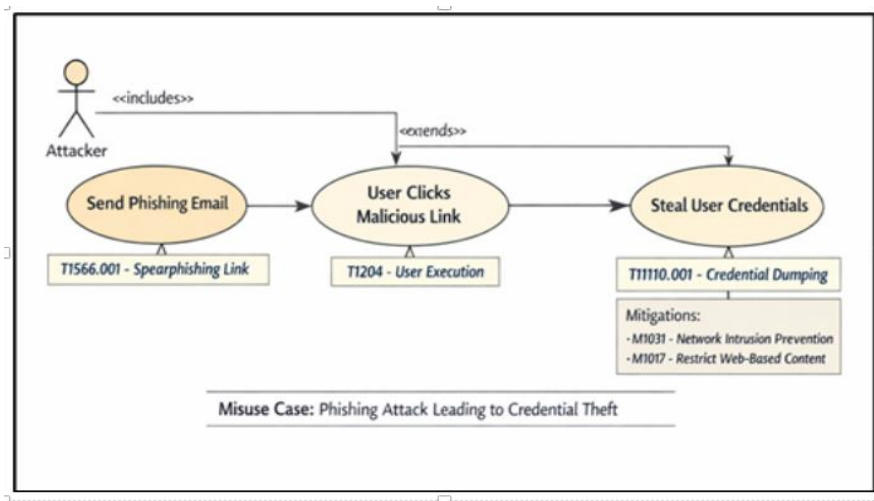 <<includes>>
<<extends>>
Attacker
Send Phishing Email
User Clicks
Malicious Link
Steal User Credentials
T1566.001 - Spearphishing Link
T1204 - User Execution
T11110.001 - Credential Dumping
Mitigations:
· M1031 - Network Intrusion Prevention
· M1017 - Restrict Web-Based Content
Misuse Case: Phishing Attack Leading to Credential Theft